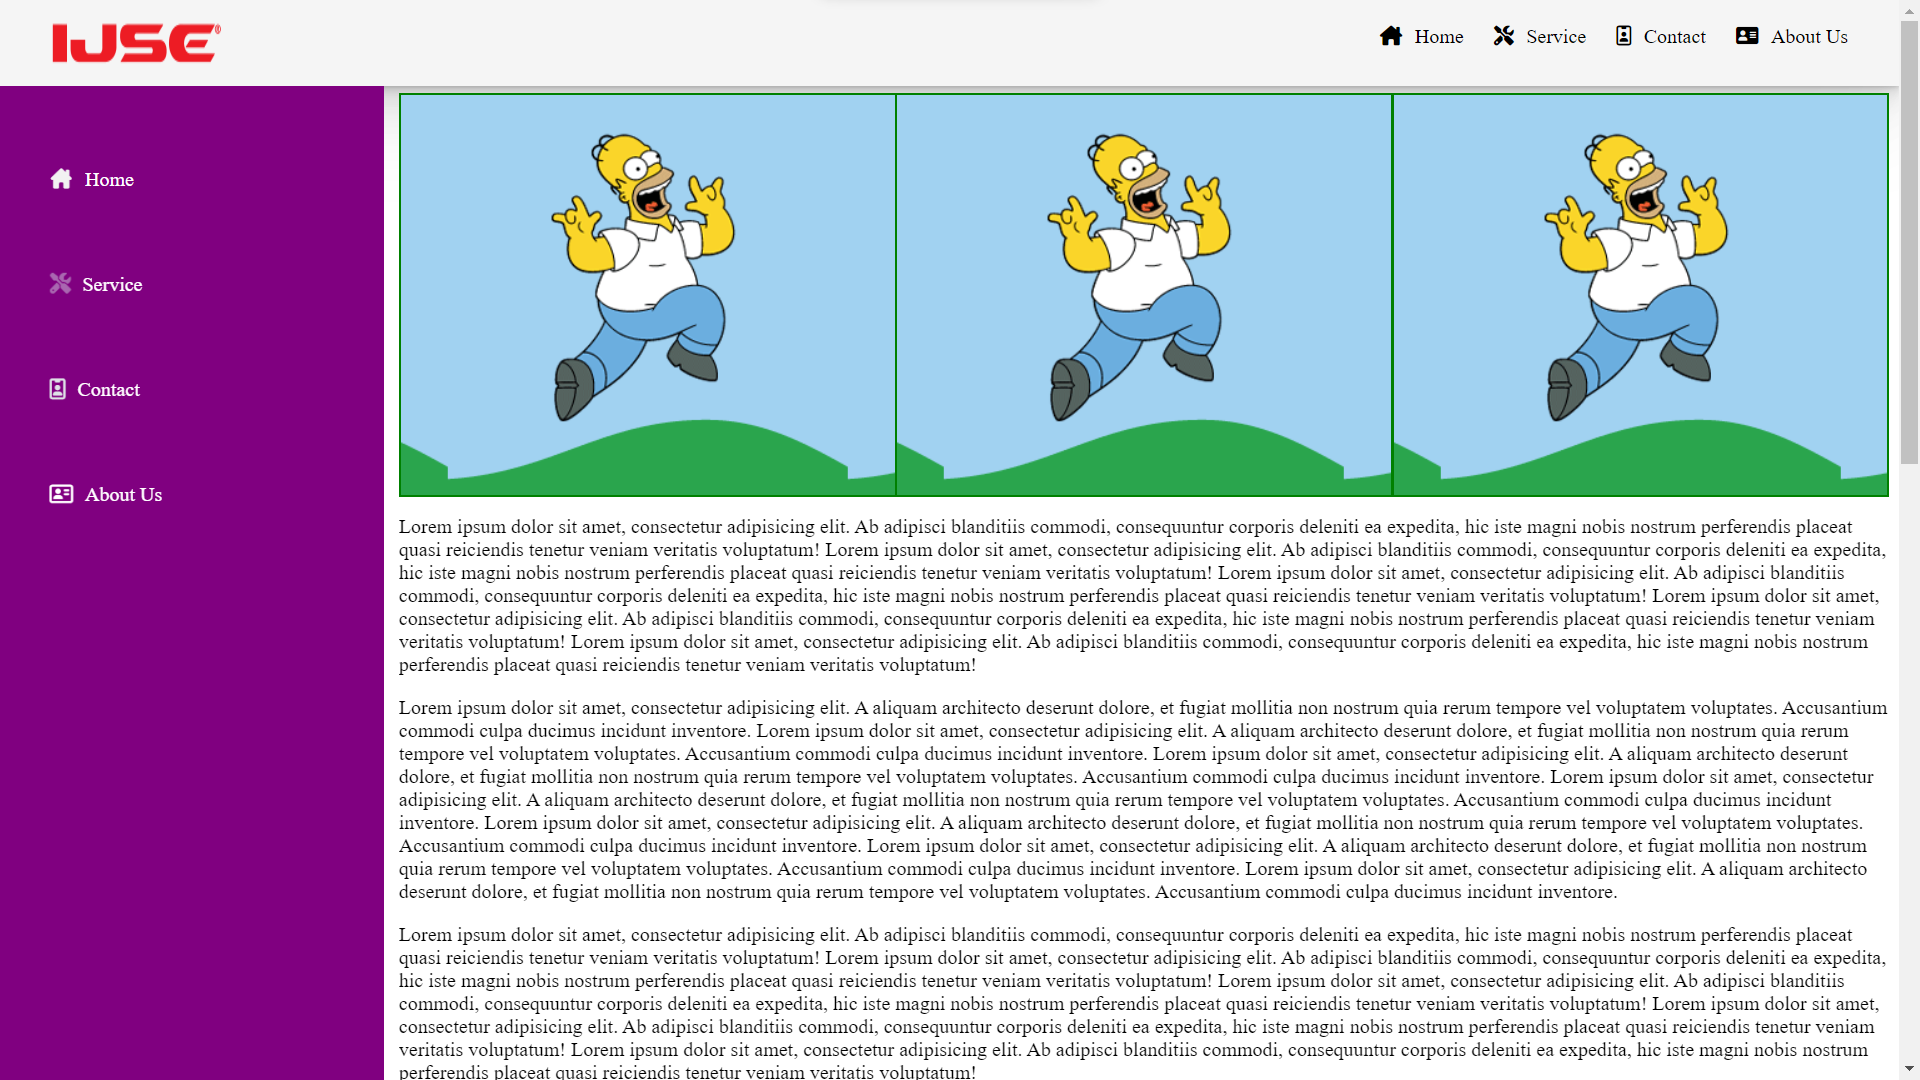 IJSE®
Home Service Contact About Us
Home
Service
Contact
About Us
Lorem ipsum dolor sit amet, consectetur adipisicing elit. Ab adipisci blanditiis commodi, consequuntur corporis deleniti ea expedita, hic iste magni nobis nostrum perferendis placeat
quasi reiciendis tenetur veniam veritatis voluptatum! Lorem ipsum dolor sit amet, consectetur adipisicing elit. Ab adipisci blanditiis commodi, consequuntur corporis deleniti ea expedita,
hic iste magni nobis nostrum perferendis placeat quasi reiciendis tenetur veniam veritatis voluptatum! Lorem ipsum dolor sit amet, consectetur adipisicing elit. Ab adipisci blanditiis
commodi, consequuntur corporis deleniti ea expedita, hic iste magni nobis nostrum perferendis placeat quasi reiciendis tenetur veniam veritatis voluptatum! Lorem ipsum dolor sit amet,
consectetur adipisicing elit. Ab adipisci blanditiis commodi, consequuntur corporis deleniti ea expedita, hic iste magni nobis nostrum perferendis placeat quasi reiciendis tenetur veniam
veritatis voluptatum! Lorem ipsum dolor sit amet, consectetur adipisicing elit. Ab adipisci blanditiis commodi, consequuntur corporis deleniti ea expedita, hic iste magni nobis nostrum
perferendis placeat quasi reiciendis tenetur veniam veritatis voluptatum!
Lorem ipsum dolor sit amet, consectetur adipisicing elit. A aliquam architecto deserunt dolore, et fugiat mollitia non nostrum quia rerum tempore vel voluptatem voluptates. Accusantium
commodi culpa ducimus incidunt inventore. Lorem ipsum dolor sit amet, consectetur adipisicing elit. A aliquam architecto deserunt dolore, et fugiat mollitia non nostrum quia rerum
tempore vel voluptatem voluptates. Accusantium commodi culpa ducimus incidunt inventore. Lorem ipsum dolor sit amet, consectetur adipisicing elit. A aliquam architecto deserunt
dolore, et fugiat mollitia non nostrum quia rerum tempore vel voluptatem voluptates. Accusantium commodi culpa ducimus incidunt inventore. Lorem ipsum dolor sit amet, consectetur
adipisicing elit. A aliquam architecto deserunt dolore, et fugiat mollitia non nostrum quia rerum tempore vel voluptatem voluptates. Accusantium commodi culpa ducimus incidunt
inventore. Lorem ipsum dolor sit amet, consectetur adipisicing elit. A aliquam architecto deserunt dolore, et fugiat mollitia non nostrum quia rerum tempore vel voluptatem voluptates.
Accusantium commodi culpa ducimus incidunt inventore. Lorem ipsum dolor sit amet, consectetur adipisicing elit. A aliquam architecto deserunt dolore, et fugiat mollitia non nostrum
quia rerum tempore vel voluptatem voluptates. Accusantium commodi culpa ducimus incidunt inventore. Lorem ipsum dolor sit amet, consectetur adipisicing elit. A aliquam architecto
deserunt dolore, et fugiat mollitia non nostrum quia rerum tempore vel voluptatem voluptates. Accusantium commodi culpa ducimus incidunt inventore.
Lorem ipsum dolor sit amet, consectetur adipisicing elit. Ab adipisci blanditiis commodi, consequuntur corporis deleniti ea expedita, hic iste magni nobis nostrum perferendis placeat
quasi reiciendis tenetur veniam veritatis voluptatum! Lorem ipsum dolor sit amet, consectetur adipisicing elit. Ab adipisci blanditiis commodi, consequuntur corporis deleniti ea expedita,
hic iste magni nobis nostrum perferendis placeat quasi reiciendis tenetur veniam veritatis voluptatum! Lorem ipsum dolor sit amet, consectetur adipisicing elit. Ab adipisci blanditiis
commodi, consequuntur corporis deleniti ea expedita, hic iste magni nobis nostrum perferendis placeat quasi reiciendis tenetur veniam veritatis voluptatum! Lorem ipsum dolor sit amet,
consectetur adipisicing elit. Ab adipisci blanditiis commodi, consequuntur corporis deleniti ea expedita, hic iste magni nobis nostrum perferendis placeat quasi reiciendis tenetur veniam
veritatis voluptatum! Lorem ipsum dolor sit amet, consectetur adipisicing elit. Ab adipisci blanditiis commodi, consequuntur corporis deleniti ea expedita, hic iste magni nobis nostrum
perferendis placeat quasi reiciendis tenetur veniam veritatis voluptatum!